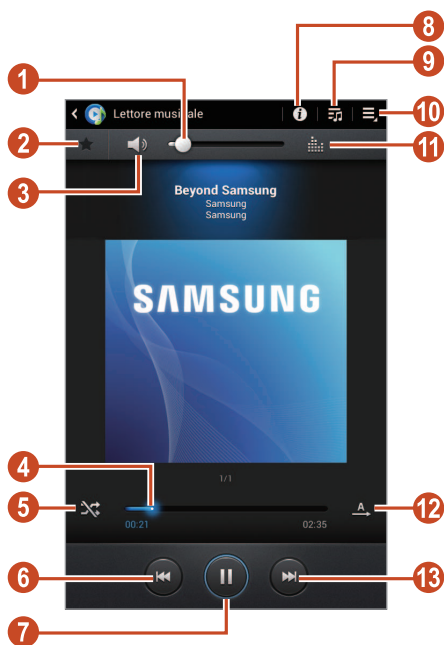 8
9
1
Lettore musicale
10
2
11
3
Beyond Samsung
Samsung
Samsung
SAMSUNG
4
1/1
5
A
12
00:21
02:35
6
13
7